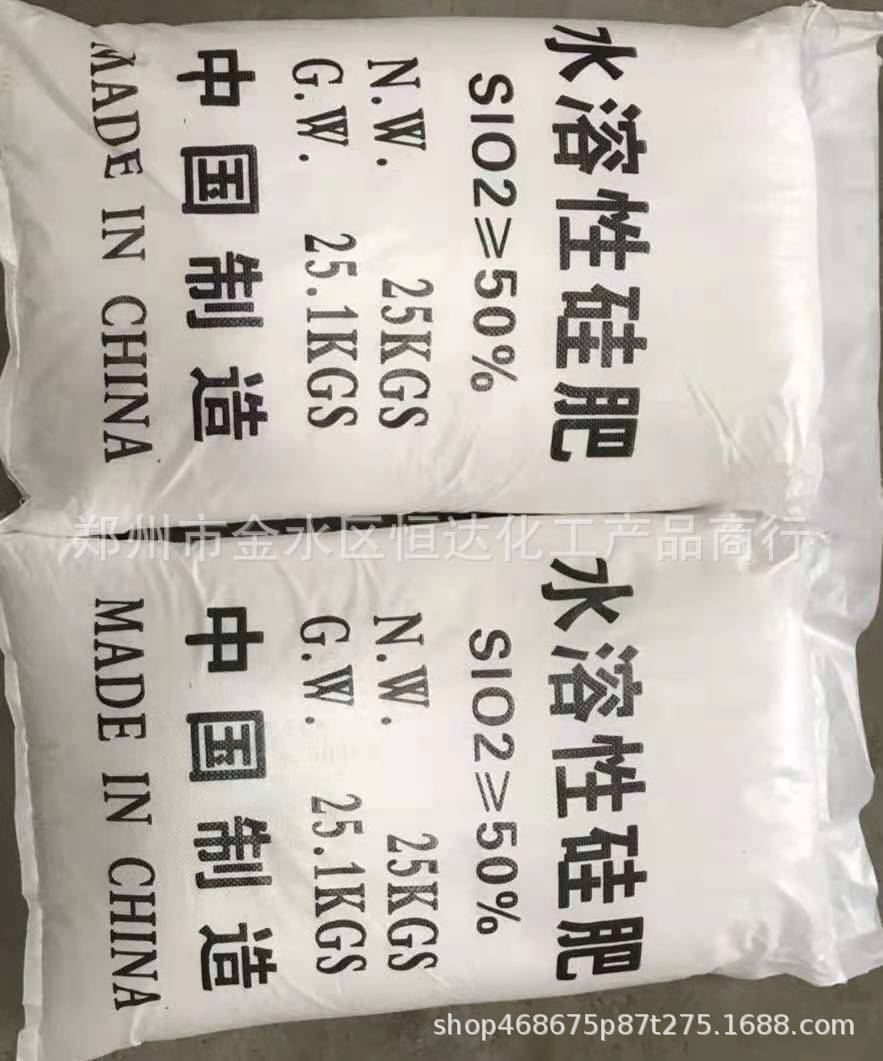 水溶性硅肥
SIO2≥50%
N.W. 25KGS
G.W. 25.1KGS
中国制造
MADE IN CHINA
郑州市金水区恒达化工产品商行
水溶性硅肥
SIO2≥50%
N.W. 25KGS
G.W. 25.1KGS
中国制造
MADE IN CHINA
shop468675p87t275.1688.com